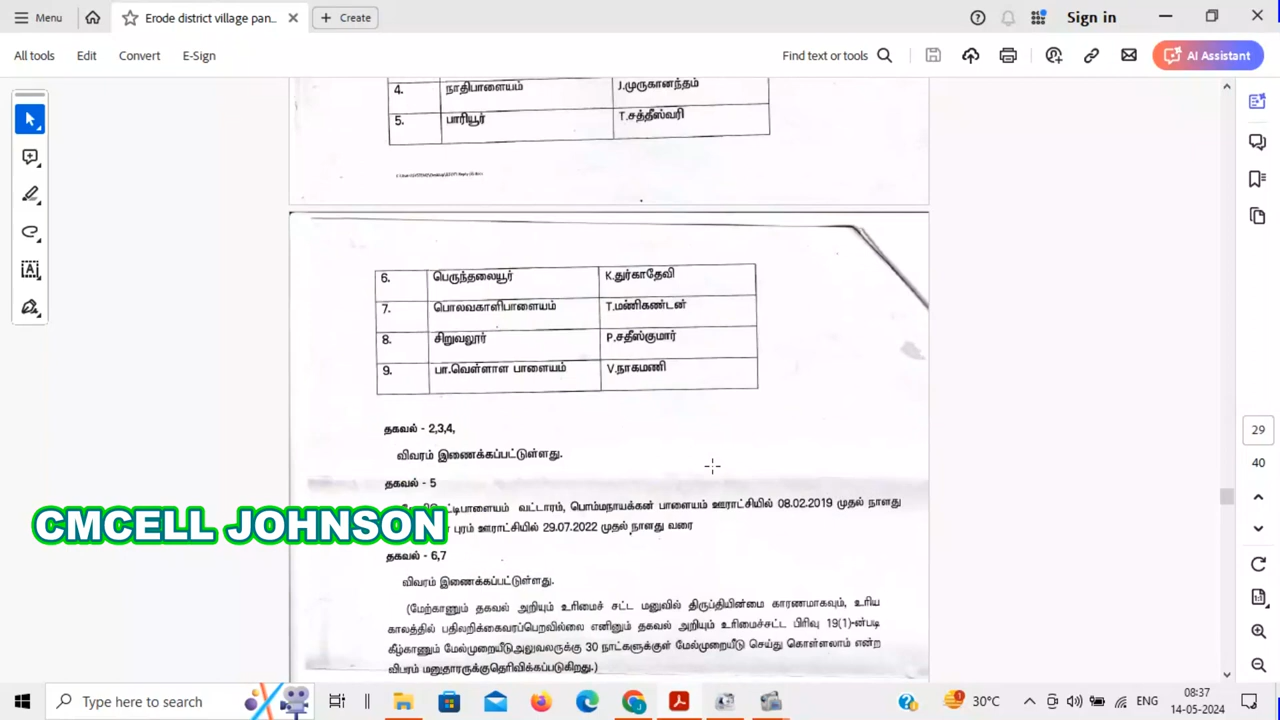 Menu
Erode district village pan...
Create
Sign in
All tools Edit Convert E-Sign
Find text or tools
AI Assistant
4. நாதிபாளையம் J.முருகானந்தம்
5. பாரியூர் T.சத்தீஸ்வரி
6. பெருந்தலையூர் K.துர்காதேவி
7. பொலவகாளிபாளையம் T.மணிகண்டன்
8. சிறுவலூர் P.சதீஸ்குமார்
9. பா.வெள்ளாள பாளையம் V.நாகமணி
தகவல் - 2,3,4,
விவரம் இணைக்கப்பட்டுள்ளது.
தகவல் - 5
வட்டாரம், பொம்மநாயக்கன் பாளையம் ஊராட்சியில் 08.02.2019 முதல் நாளது
புரம் ஊராட்சியில் 29.07.2022 முதல் நாளது வரை
CMCELL JOHNSON
தகவல் - 6,7
விவரம் இணைக்கப்பட்டுள்ளது.
(மேற்காணும் தகவல் அறியும் உரிமைச் சட்ட மனுவில் திருப்தியின்மை காரணமாகவும், உரிய
காலத்தில் பதிலறிக்கைவரப்பெறவில்லை எனினும் தகவல் அறியும் உரிமைச்சட்ட பிரிவு 19(1)-ன்படி
கீழ்காணும் மேல்முறையீடு,அலுவலருக்கு 30 நாட்களுக்குள் மேல்முறையீடு செய்து கொள்ளலாம் என்ற
விபரம் மனுதாரருக்குதெரிவிக்கப்படுகிறது.)
29
40
Type here to search
30°C
ENG
08:37
14-05-2024